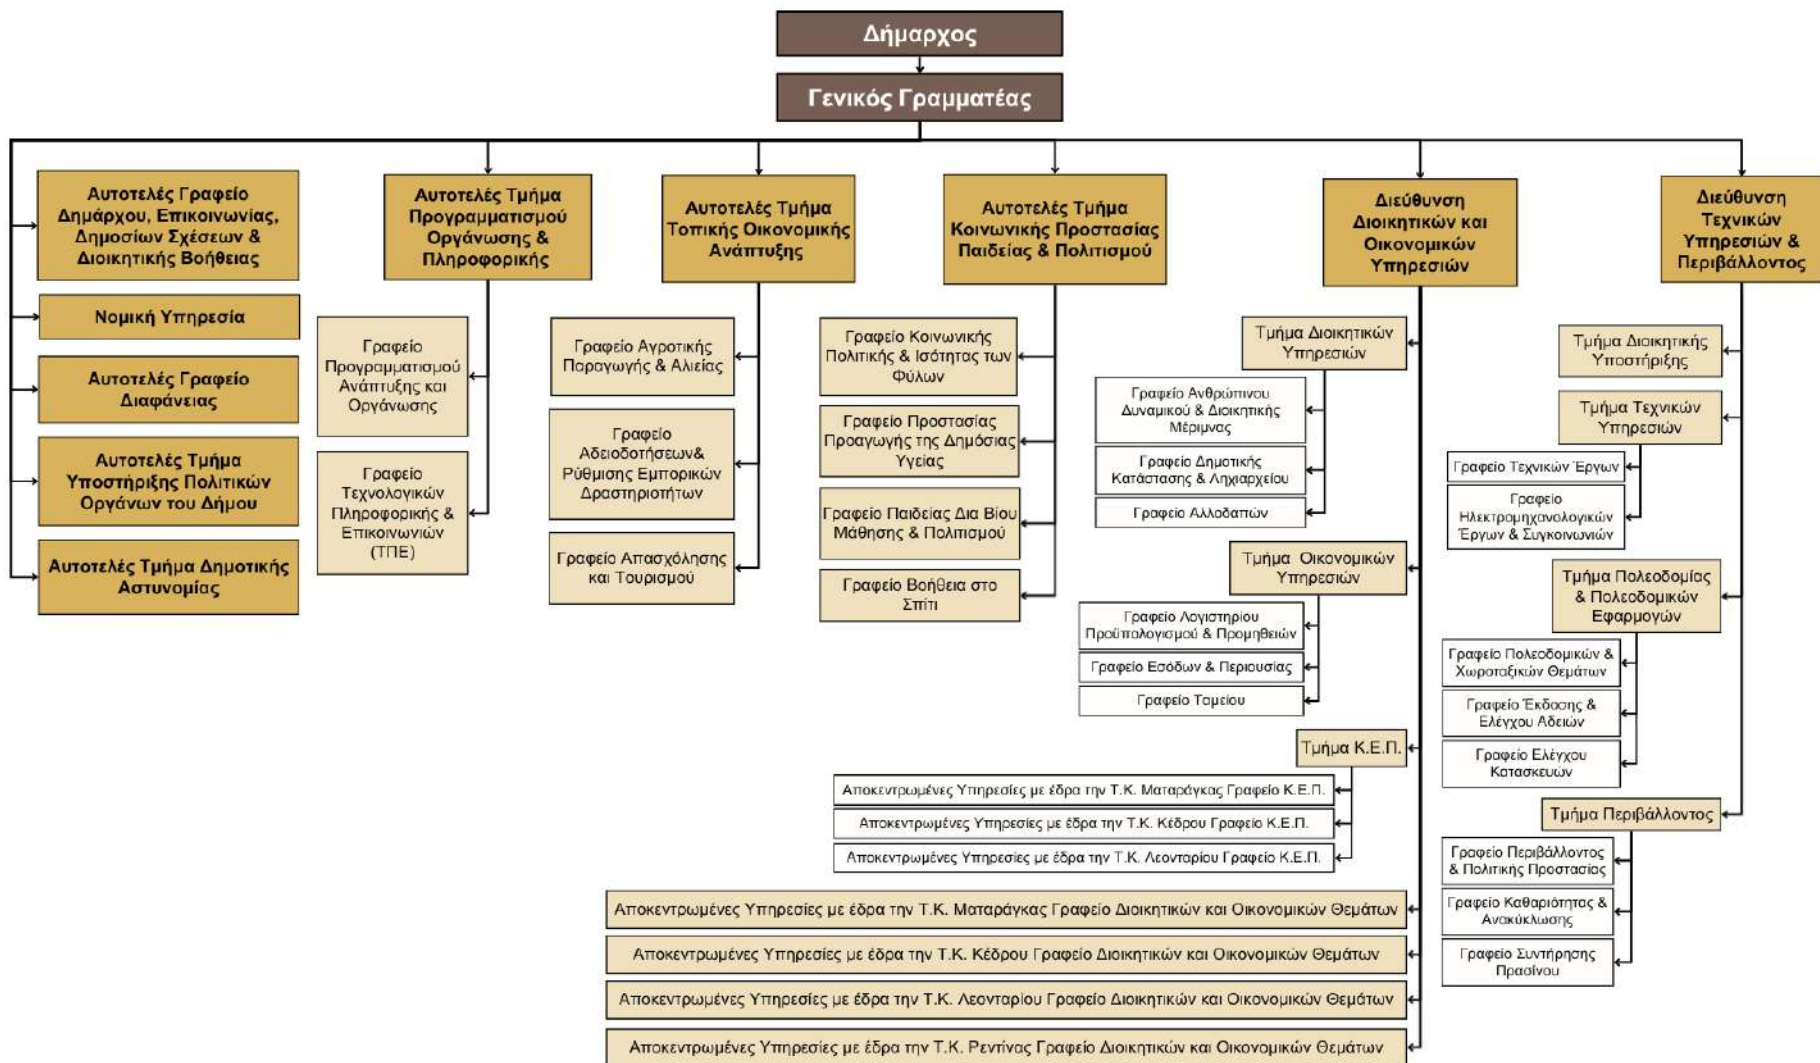 Δήμαρχος
Γενικός Γραμματέας
Αυτοτελές Γραφείο
Δημάρχου, Επικοινωνίας,
Δημοσίων Σχέσεων &
Διοικητικής Βοήθειας
Νομική Υπηρεσία
Αυτοτελές Γραφείο
Διαφάνειας
Αυτοτελές Τμήμα
Υποστήριξης Πολιτικών
Οργάνων του Δήμου
Αυτοτελές Τμήμα Δημοτικής
Αστυνομίας
Αυτοτελές Τμήμα
Προγραμματισμού
Οργάνωσης &
Πληροφορικής
Γραφείο
Προγραμματισμού
Ανάπτυξης και
Οργάνωσης
Γραφείο
Τεχνολογικών
Πληροφορικής &
Επικοινωνιών
(ΤΠΕ)
Αυτοτελές Τμήμα
Τοπικής Οικονομικής
Ανάπτυξης
Γραφείο Αγροτικής
Παραγωγής & Αλιείας
Γραφείο
Αδειοδοτήσεων&
Ρύθμισης Εμπορικών
Δραστηριοτήτων
Γραφείο Απασχόλησης
και Τουρισμού
Αυτοτελές Τμήμα
Κοινωνικής Προστασίας
Παιδείας & Πολιτισμού
Γραφείο Κοινωνικής
Πολιτικής & Ισότητας των
Φύλων
Γραφείο Προστασίας
Προαγωγής της Δημόσιας
Υγείας
Γραφείο Παιδείας Δια Βίου
Μάθησης & Πολιτισμού
Γραφείο Βοήθεια στο
Σπίτι
Διεύθυνση
Διοικητικών και
Οικονομικών
Υπηρεσιών
Τμήμα Διοικητικών
Υπηρεσιών
Γραφείο Ανθρώπινου
Δυναμικού & Διοικητικής
Μέριμνας
Γραφείο Δημοτικής
Κατάστασης & Ληχιαρχείου
Γραφείο Αλλοδαπών
Τμήμα Οικονομικών
Υπηρεσιών
Γραφείο Λογιστηρίου
Προϋπολογισμού & Προμηθειών
Γραφείο Εσόδων & Περιουσίας
Γραφείο Ταμείου
Τμήμα Κ.Ε.Π.
Αποκεντρωμένες Υπηρεσίες με έδρα την Τ.Κ. Ματαράγκας Γραφείο Κ.Ε.Π.
Αποκεντρωμένες Υπηρεσίες με έδρα την Τ.Κ. Κέδρου Γραφείο Κ.Ε.Π.
Αποκεντρωμένες Υπηρεσίες με έδρα την Τ.Κ. Λεονταρίου Γραφείο Κ.Ε.Π.
Αποκεντρωμένες Υπηρεσίες με έδρα την Τ.Κ. Ματαράγκας Γραφείο Διοικητικών και Οικονομικών Θεμάτων
Αποκεντρωμένες Υπηρεσίες με έδρα την Τ.Κ. Κέδρου Γραφείο Διοικητικών και Οικονομικών Θεμάτων
Αποκεντρωμένες Υπηρεσίες με έδρα την Τ.Κ. Λεονταρίου Γραφείο Διοικητικών και Οικονομικών Θεμάτων
Αποκεντρωμένες Υπηρεσίες με έδρα την Τ.Κ. Ρεντίνας Γραφείο Διοικητικών και Οικονομικών Θεμάτων
Διεύθυνση
Τεχνικών
Υπηρεσιών &
Περιβάλλοντος
Τμήμα Διοικητικής
Υποστήριξης
Τμήμα Τεχνικών
Υπηρεσιών
Γραφείο Τεχνικών Έργων
Γραφείο
Ηλεκτρομηχανολογικών
Έργων & Συγκοινωνιών
Τμήμα Πολεοδομίας
& Πολεοδομικών
Εφαρμογών
Γραφείο Πολεοδομικών &
Χωροταξικών Θεμάτων
Γραφείο Έκδοσης &
Ελέγχου Αδειών
Γραφείο Ελέγχου
Κατασκευών
Τμήμα Περιβάλλοντος
Γραφείο Περιβάλλοντος
& Πολιτικής Προστασίας
Γραφείο Καθαριότητας &
Ανακύκλωσης
Γραφείο Συντήρησης
Πρασίνου